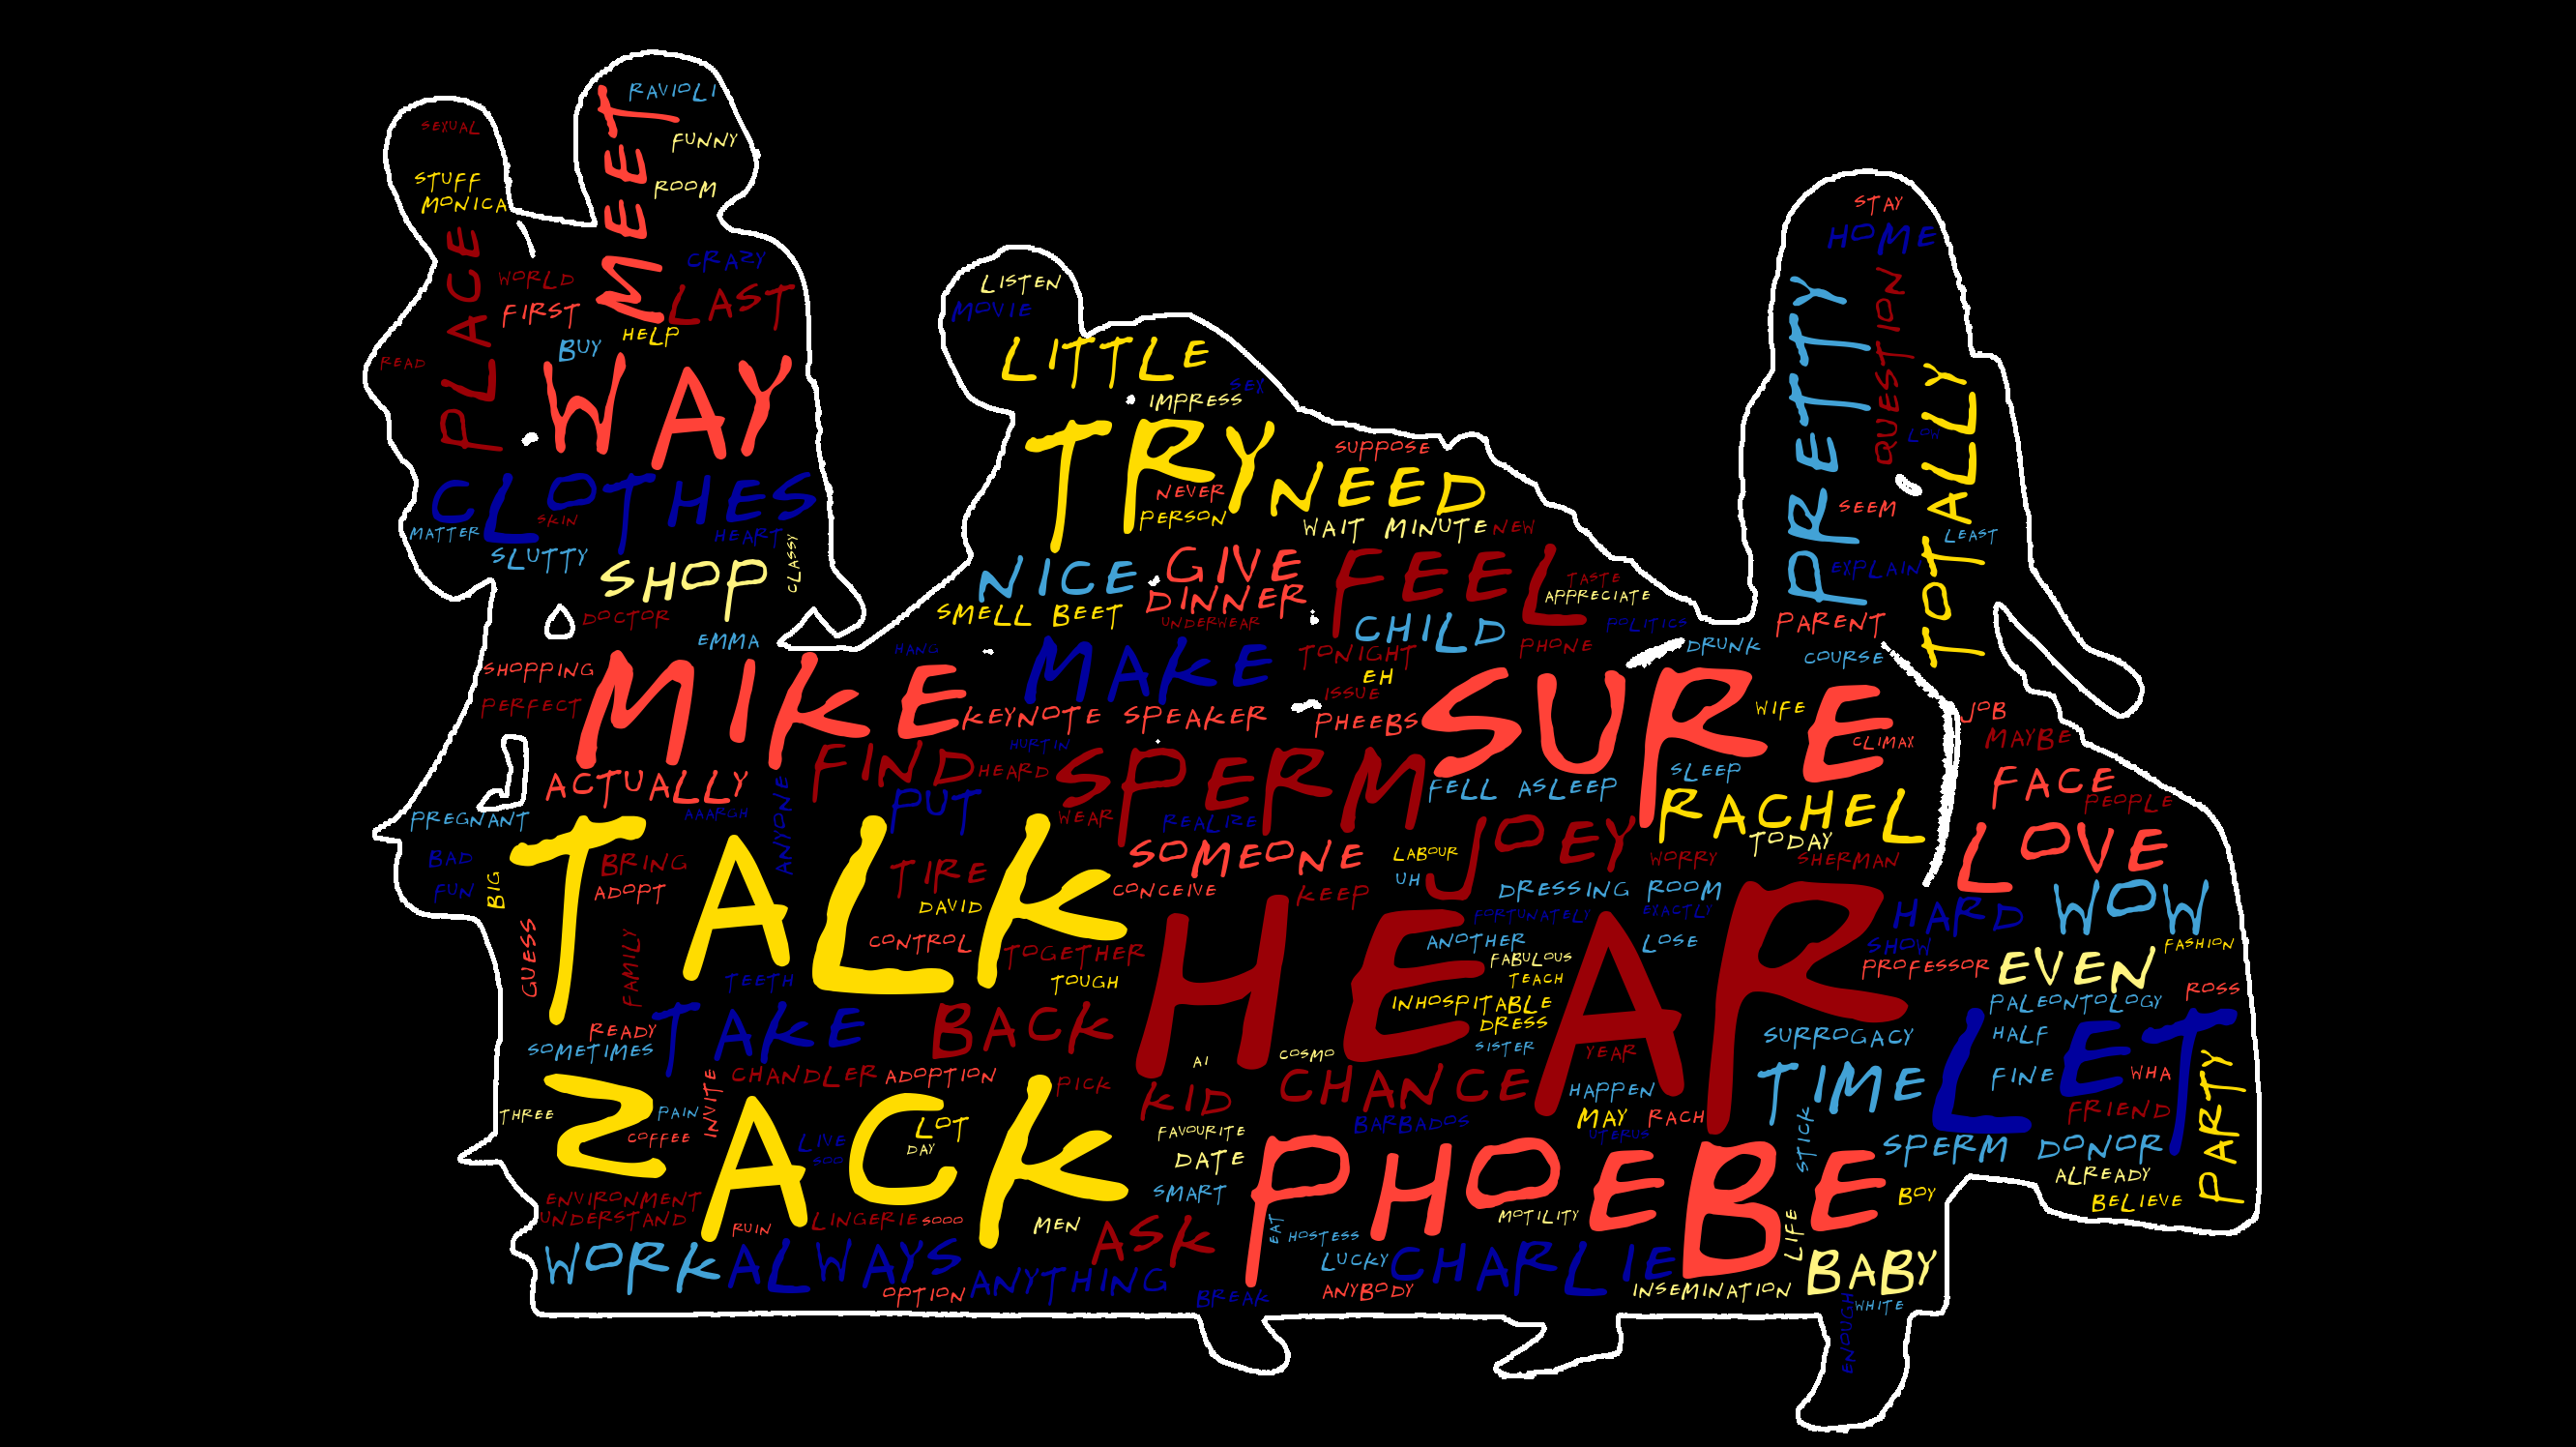 RAVIOLI
SEXUAL
FUNNY
MEET
STUFF
ROOM
MONICA
STAY
HOME
PLACE
CRAZY
WORLD
LAST
FIRST
HELP
BUY
LISTEN
MOVIE
QUESTION
PRETTY
READ
WAY
LITTLE
SEX
IMPRESS
TOTALLY
LOW
TRY
SUPPOSE
NEED
NEVER
PERSON
WAIT MINUTE
NEW
SEEM
CLOTHES
SKIN
MATTER
HEART
CLASSY
SLUTTY
SHOP
LEAST
EXPLAIN
NICE
GIVE
FEEL
TASTE
APPRECIATE
DINNER
SMELL BEET
UNDERWEAR
CHILD
POLITICS
PARENT
DOCTOR
EMMA
HANG
MAKE
TONIGHT
PHONE
DRUNK
COURSE
SHOPPING
MIKE
EH
ISSUE
PERFECT
KEYNOTE SPEAKER
PHEEBS
SURE
WIFE
CLIMAX
JOB
MAYBE
HURTIN
FIND
HEARD
SPERM
SLEEP
FACE
ACTUALLY
ANYONE
PUT
FELL ASLEEP
RACHEL
PEOPLE
PREGNANT
AAARGH
WEAR
REALIRE
JOEY
TODAY
LOVE
TALK
BAD
BRING
SOMEONE
LABOUR
WORRY
SHERMAN
FUN
BIG
ADOPT
TIRE
CONCEIVE
KEEP
UH
DRESSING ROOM
DAVID
FORTUNATELY
EXACTLY
HARD
WOW
GUESS
FAMILY
CONTROL
TOGETHER
HEAR
ANOTHER
LOSE
SHOW
FASHION
FABULOUS
PROFESSOR
EVEN
TEETH
TOUGH
TEACH
INHOSPITABLE
PALEONTOLOGY
ROSS
READY
TAKE
BACK
DRESS
SURROGACY
HALF
LET
SOMETIMES
SISTER
YEAR
AI
COSMO
CHANDLER
ADOPTION
PICK
KID
CHANCE
HAPPEN
TIME
FINE
WHA
THREE
ZACK
PAIN
INVITE
LOT
MAY
RACH
FRIEND
PARTY
COFFEE
LIVE
SOO
DAY
FAVOURITE
BARBADOS
UTERUS
STICK
SPERM DONOR
DATE
PHOEBE
SMART
ALREADY
ENVIRONMENT
BOY
BELIEVE
UNDERSTAND
RUIN
LINGERIE
SOOO
MEN
ASK
EAT
HOSTESS
MOTILITY
LIFE
WORK
ALWAYS
LUCKY
CHARLIE
BABY
OPTION
ANYTHING
BREAK
ANYBODY
INSEMINATION
WHITE
ENOUGH